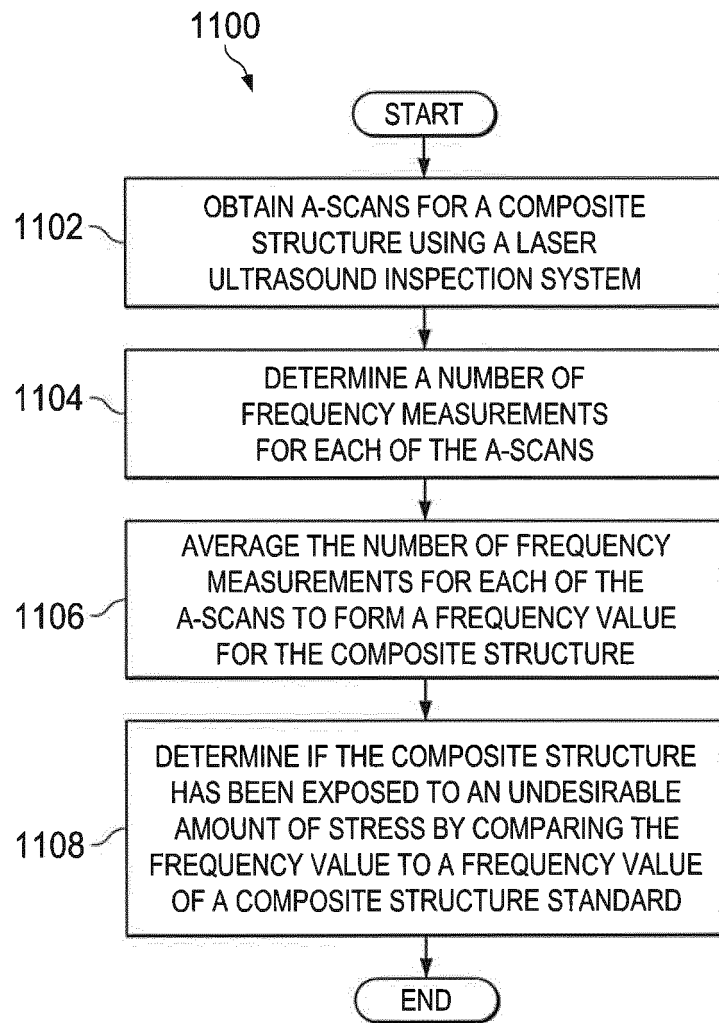 1100
START
1102
OBTAIN A-SCANS FOR A COMPOSITE
STRUCTURE USING A LASER
ULTRASOUND INSPECTION SYSTEM
1104
DETERMINE A NUMBER OF
FREQUENCY MEASUREMENTS
FOR EACH OF THE A-SCANS
1106
AVERAGE THE NUMBER OF FREQUENCY
MEASUREMENTS FOR EACH OF THE
A-SCANS TO FORM A FREQUENCY VALUE
FOR THE COMPOSITE STRUCTURE
1108
DETERMINE IF THE COMPOSITE STRUCTURE
HAS BEEN EXPOSED TO AN UNDESIRABLE
AMOUNT OF STRESS BY COMPARING THE
FREQUENCY VALUE TO A FREQUENCY VALUE
OF A COMPOSITE STRUCTURE STANDARD
END